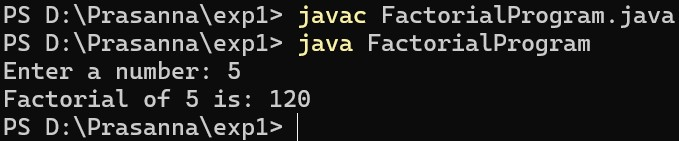 PS D:\Prasanna\exp1> javac FactorialProgram.java
PS D:\Prasanna\exp1> java FactorialProgram
Enter a number: 5
Factorial of 5 is: 120
PS D:\Prasanna\exp1>